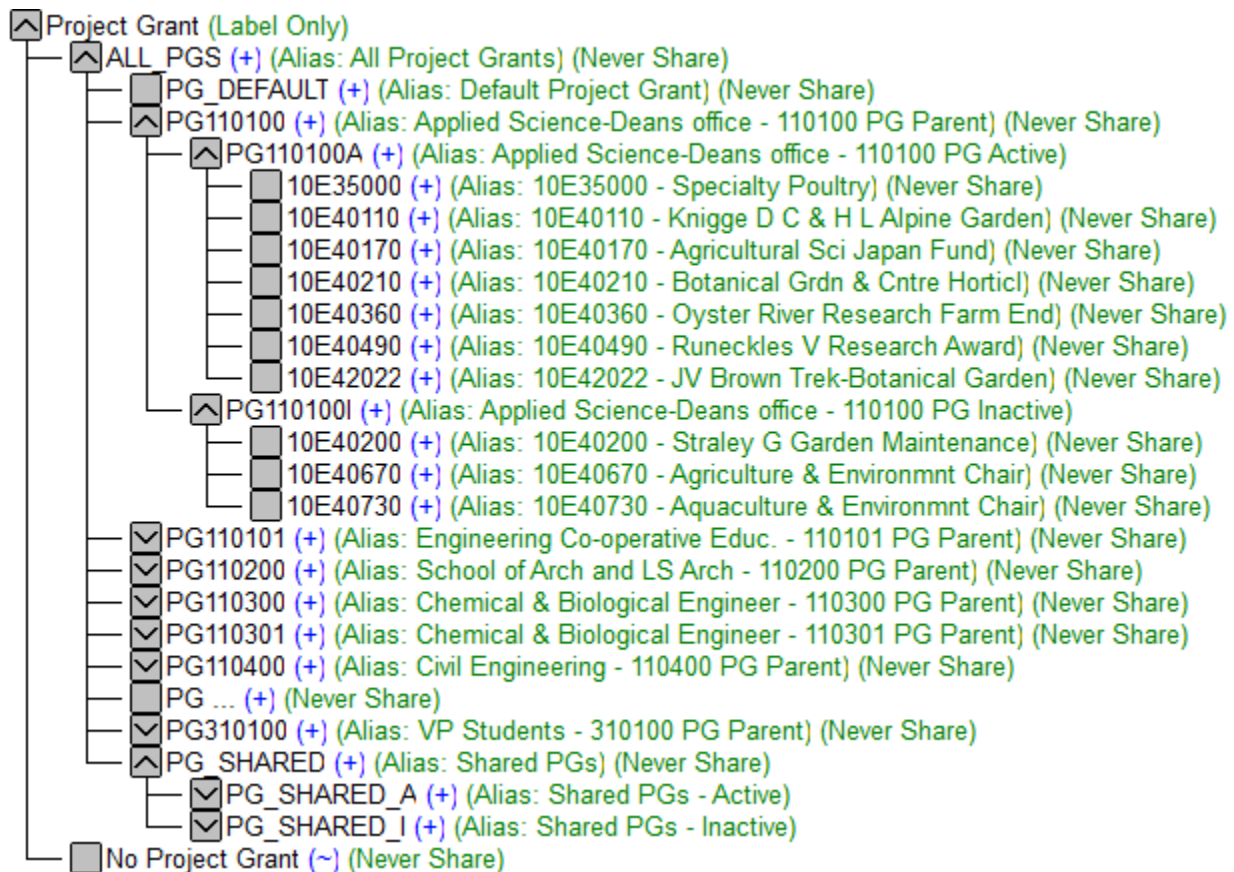 Project Grant (Label Only)
ALL_PGS (+) (Alias: All Project Grants) (Never Share)
PG_DEFAULT (+) (Alias: Default Project Grant) (Never Share)
PG110100 (+) (Alias: Applied Science-Deans office - 110100 PG Parent) (Never Share)
PG110100A (+) (Alias: Applied Science-Deans office - 110100 PG Active)
10E35000 (+) (Alias: 10E35000 - Specialty Poultry) (Never Share)
10E40110 (+) (Alias: 10E40110 - Knigge D C & H L Alpine Garden) (Never Share)
10E40170 (+) (Alias: 10E40170 - Agricultural Sci Japan Fund) (Never Share)
10E40210 (+) (Alias: 10E40210 - Botanical Grdn & Cntre Horticl) (Never Share)
10E40360 (+) (Alias: 10E40360 - Oyster River Research Farm End) (Never Share)
10E40490 (+) (Alias: 10E40490 - Runeckles V Research Award) (Never Share)
10E42022 (+) (Alias: 10E42022 - JV Brown Trek-Botanical Garden) (Never Share)
PG110100I (+) (Alias: Applied Science-Deans office - 110100 PG Inactive)
10E40200 (+) (Alias: 10E40200 - Straley G Garden Maintenance) (Never Share)
10E40670 (+) (Alias: 10E40670 - Agriculture & Environmnt Chair) (Never Share)
10E40730 (+) (Alias: 10E40730 - Aquaculture & Environmnt Chair) (Never Share)
PG110101 (+) (Alias: Engineering Co-operative Educ. - 110101 PG Parent) (Never Share)
PG110200 (+) (Alias: School of Arch and LS Arch - 110200 PG Parent) (Never Share)
PG110300 (+) (Alias: Chemical & Biological Engineer - 110300 PG Parent) (Never Share)
PG110301 (+) (Alias: Chemical & Biological Engineer - 110301 PG Parent) (Never Share)
PG110400 (+) (Alias: Civil Engineering - 110400 PG Parent) (Never Share)
PG ... (+) (Never Share)
PG310100 (+) (Alias: VP Students - 310100 PG Parent) (Never Share)
PG_SHARED (+) (Alias: Shared PGs) (Never Share)
PG_SHARED_A (+) (Alias: Shared PGs - Active)
PG_SHARED_I (+) (Alias: Shared PGs - Inactive)
No Project Grant (~) (Never Share)